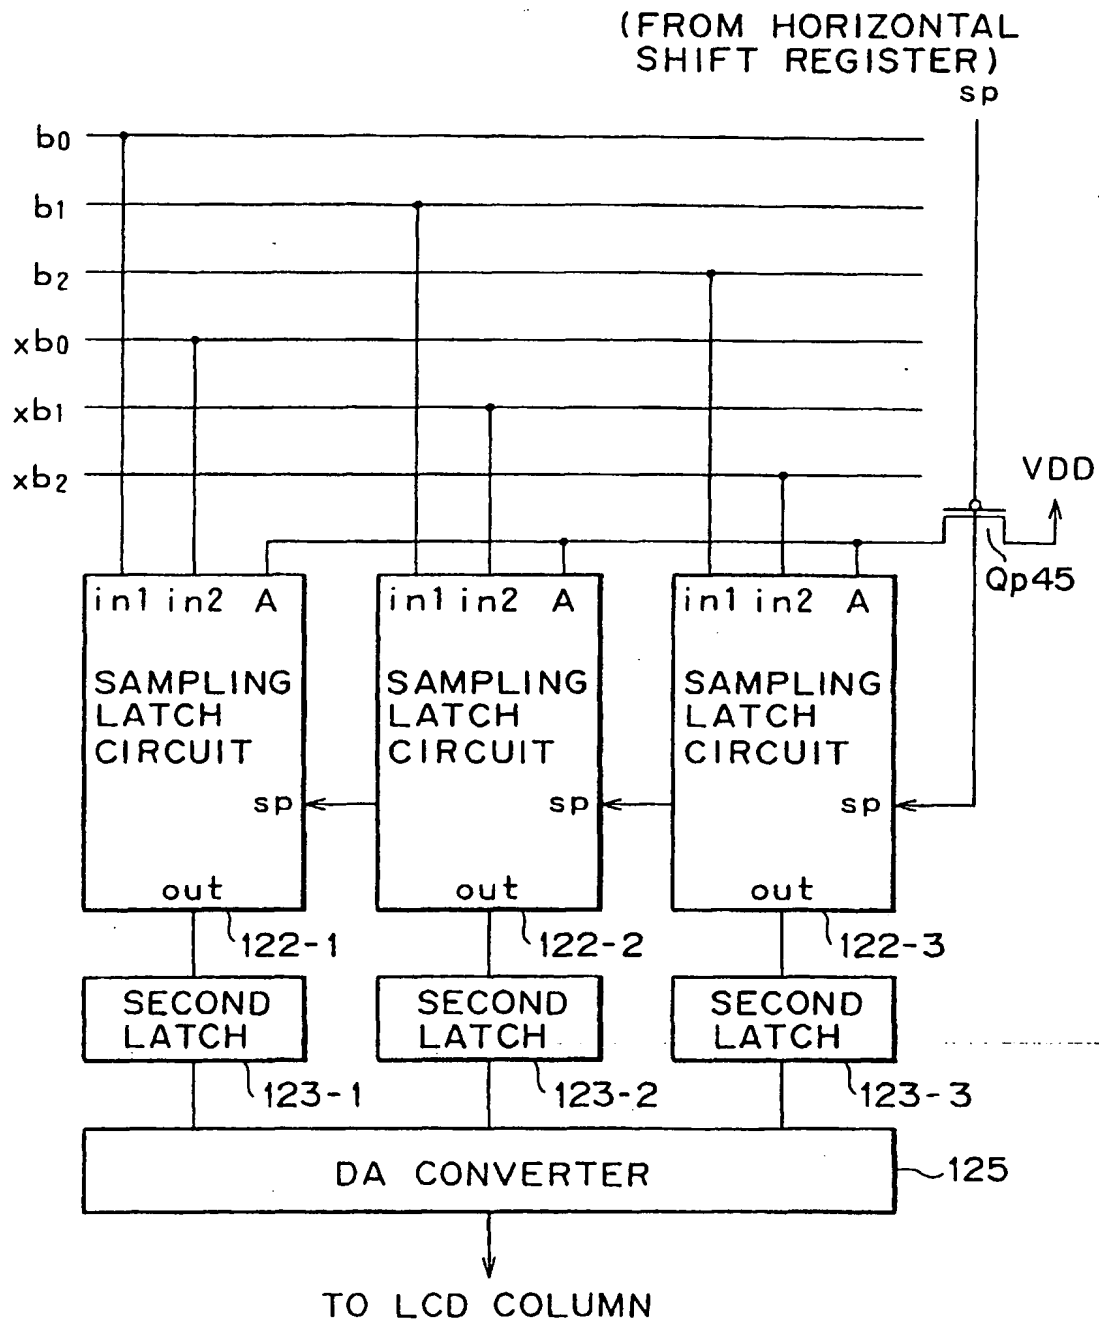 (FROM HORIZONTAL
SHIFT REGISTER)
sp
b0
b1
b2
xb0
xb1
xb2
VDD
Qp45
in1 in2 A
in1 in2 A
in1 in2 A
SAMPLING
LATCH
CIRCUIT
SAMPLING
LATCH
CIRCUIT
SAMPLING
LATCH
CIRCUIT
sp
sp
sp
out
out
out
122-1
122-2
122-3
SECOND
LATCH
SECOND
LATCH
SECOND
LATCH
123-1
123-2
123-3
DA CONVERTER
125
TO LCD COLUMN